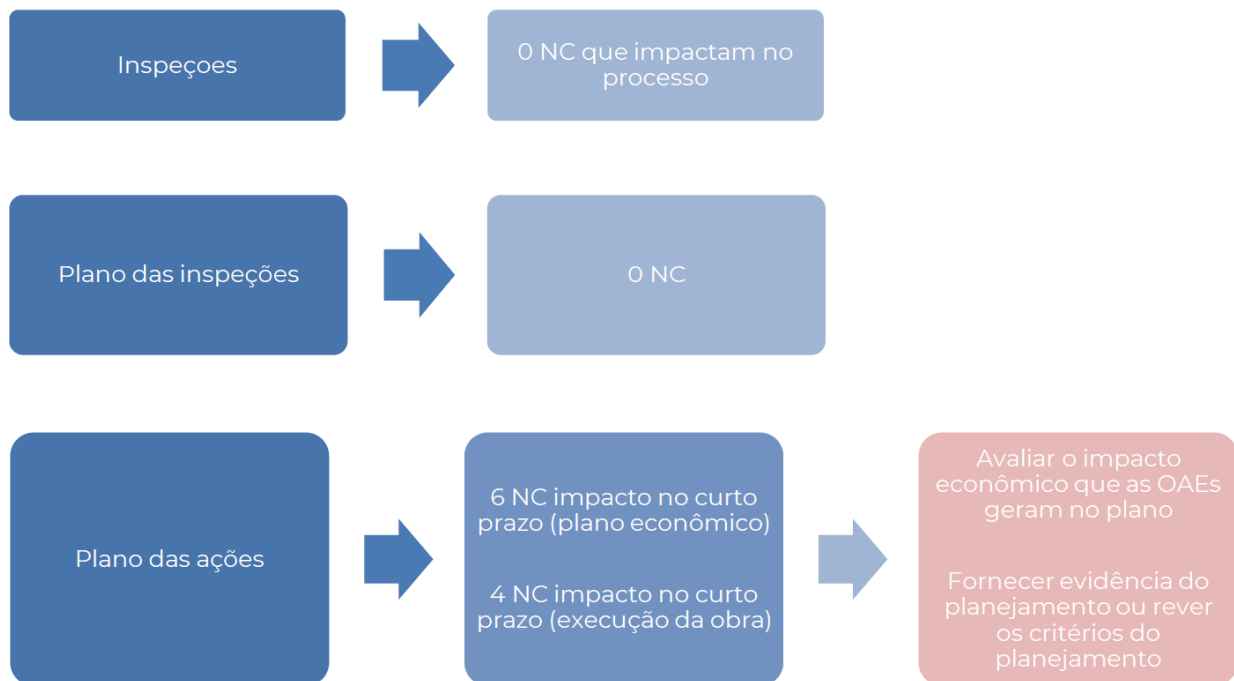 Inspeçoes
0 NC que impactam no
processo
Plano das inspeções
0 NC
Plano das ações
6 NC impacto no curto
prazo (plano econômico)
4 NC impacto no curto
prazo (execução da obra)
Avaliar o impacto
econômico que as OAEs
geram no plano
Fornecer evidência do
planejamento ou rever
os critérios do
planejamento